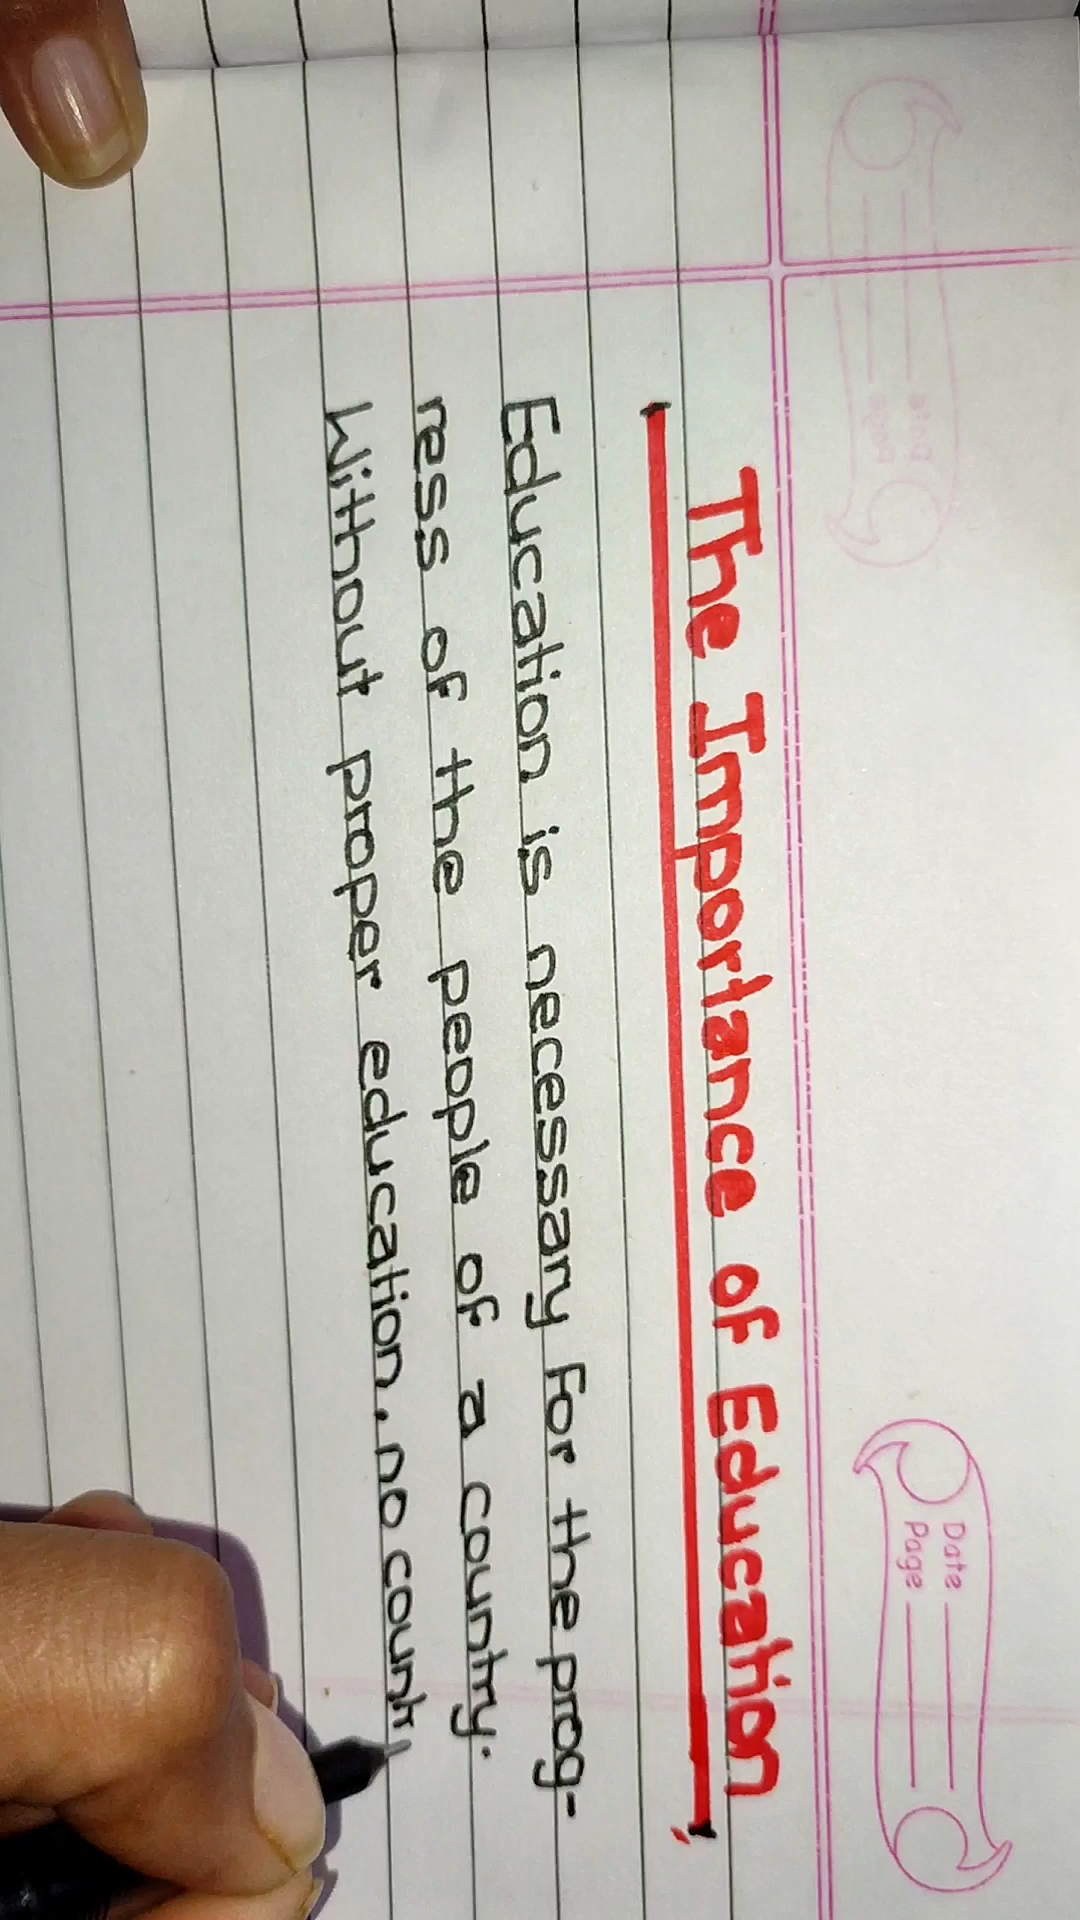 Date
Page
The Importance of Education
Education is necessary for the prog-
ress of the people of a country.
Without proper education, no countr